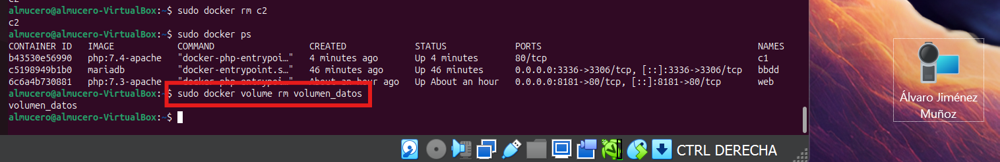 c2
almucero@almucero-VirtualBox:~$ sudo docker rm c2
c2
almucero@almucero-VirtualBox:~$ sudo docker ps
CONTAINER ID   IMAGE            COMMAND                  CREATED             STATUS             PORTS                                         NAMES
b43530e56990   php:7.4-apache   "docker-php-entrypoi…"   4 minutes ago       Up 4 minutes       80/tcp                                        c1
c5198949b1b0   mariadb          "docker-entrypoint.s…"   46 minutes ago      Up 46 minutes      0.0.0.0:3336->3306/tcp, [::]:3336->3306/tcp   bbdd
6c6a4b730881   php:7.3-apache   "docker-php-entrypoi…"   About an hour ago   Up About an hour   0.0.0.0:8181->80/tcp, [::]:8181->80/tcp       web
almucero@almucero-VirtualBox:~$ sudo docker volume rm volumen_datos
volumen_datos
almucero@almucero-VirtualBox:~$
CTRL DERECHA
Álvaro Jiménez
Muñoz